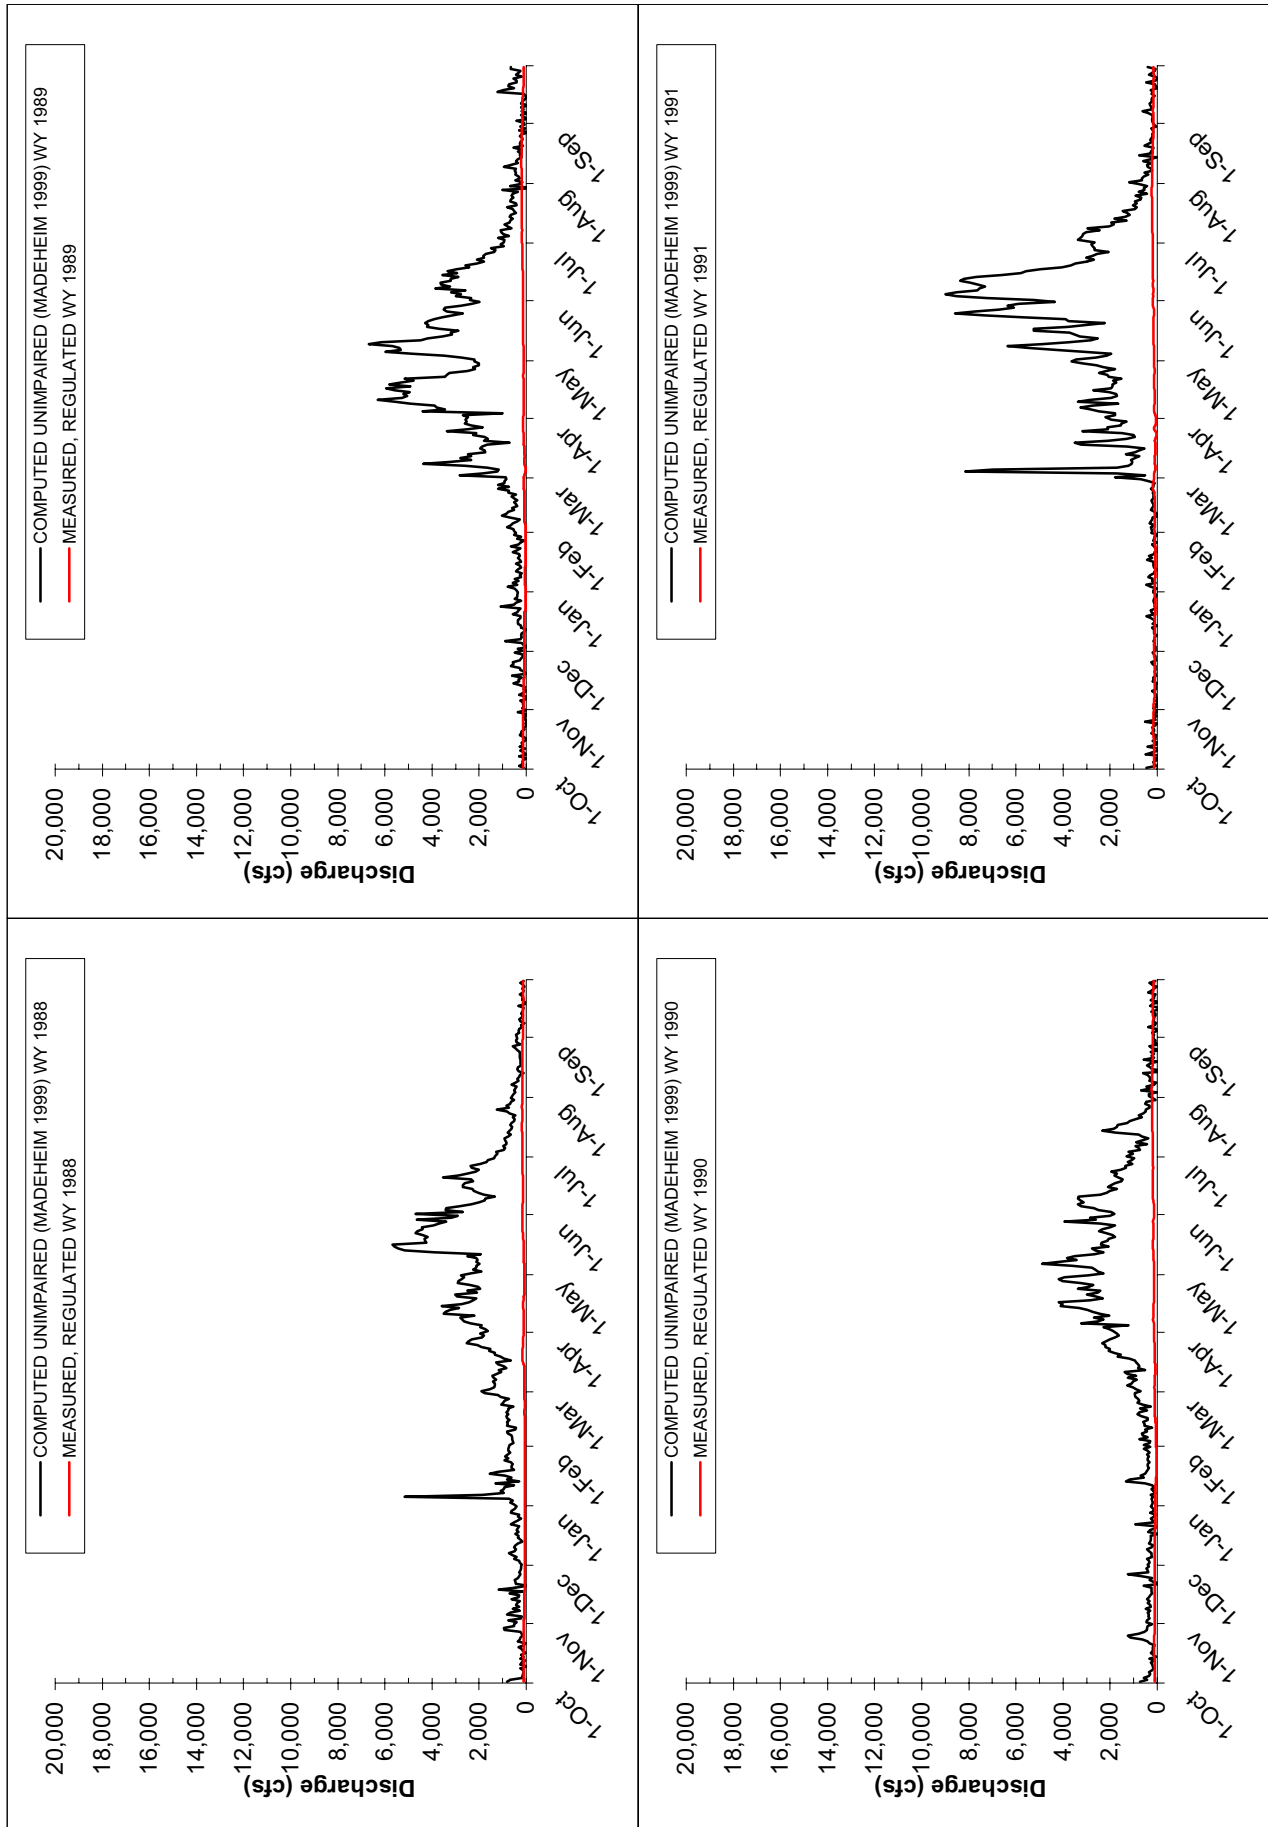 COMPUTED UNIMPAIRED (MADEHEIM 1999) WY 1988
MEASURED, REGULATED WY 1988
Discharge (cfs)
20,000
18,000
16,000
14,000
12,000
10,000
8,000
6,000
4,000
2,000
0
1-Oct
1-Nov
1-Dec
1-Jan
1-Feb
1-Mar
1-Apr
1-May
1-Jun
1-Jul
1-Aug
1-Sep
COMPUTED UNIMPAIRED (MADEHEIM 1999) WY 1989
MEASURED, REGULATED WY 1989
Discharge (cfs)
20,000
18,000
16,000
14,000
12,000
10,000
8,000
6,000
4,000
2,000
0
1-Oct
1-Nov
1-Dec
1-Jan
1-Feb
1-Mar
1-Apr
1-May
1-Jun
1-Jul
1-Aug
1-Sep
COMPUTED UNIMPAIRED (MADEHEIM 1999) WY 1990
MEASURED, REGULATED WY 1990
Discharge (cfs)
20,000
18,000
16,000
14,000
12,000
10,000
8,000
6,000
4,000
2,000
0
1-Oct
1-Nov
1-Dec
1-Jan
1-Feb
1-Mar
1-Apr
1-May
1-Jun
1-Jul
1-Aug
1-Sep
COMPUTED UNIMPAIRED (MADEHEIM 1999) WY 1991
MEASURED, REGULATED WY 1991
Discharge (cfs)
20,000
18,000
16,000
14,000
12,000
10,000
8,000
6,000
4,000
2,000
0
1-Oct
1-Nov
1-Dec
1-Jan
1-Feb
1-Mar
1-Apr
1-May
1-Jun
1-Jul
1-Aug
1-Sep